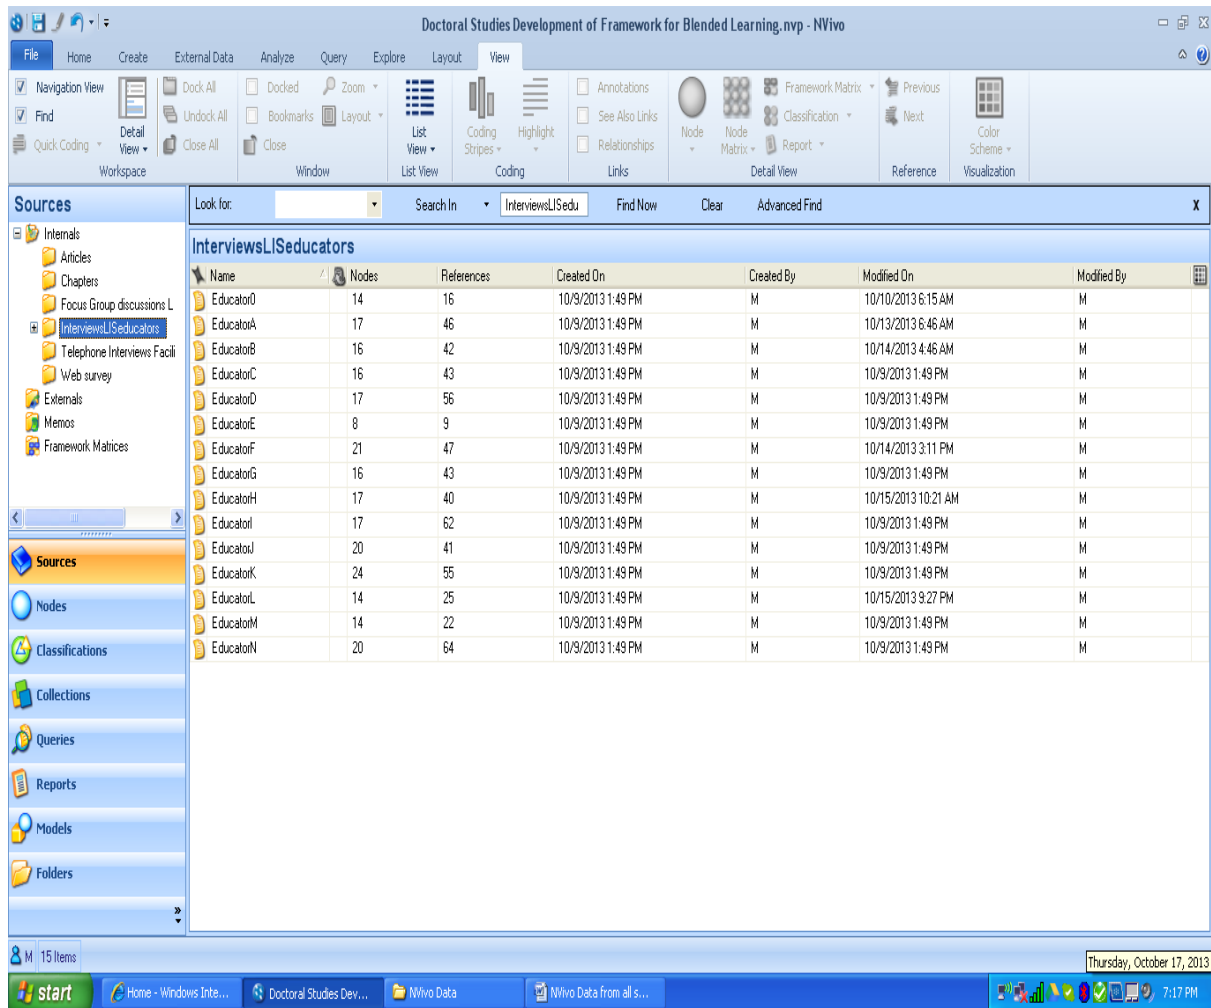 Doctoral Studies Development of Framework for Blended Learning.nvp - NVivo
File Home Create External Data Analyze Query Explore Layout View
Navigation View Dock All Docked Zoom Annotations Framework Matrix Previous
Find Undock All Bookmarks Layout See Also Links Classification Next
Quick Coding Detail View Close All Close List View Coding Stripes Highlight Relationships Node Node Matrix Report Color Scheme
Workspace Window List View Coding Links Detail View Reference Visualization
Sources
Look for: Search In InterviewsLISedu Find Now Clear Advanced Find X
Internals
Articles
Chapters
Focus Group discussions L
InterviewsLISeducators
Telephone Interviews Facili
Web survey
Externals
Memos
Framework Matrices
InterviewsLISeducators
Name Nodes References Created On Created By Modified On Modified By
Educator0 14 16 10/9/2013 1:49 PM M 10/10/2013 6:15 AM M
EducatorA 17 46 10/9/2013 1:49 PM M 10/13/2013 6:46 AM M
EducatorB 16 42 10/9/2013 1:49 PM M 10/14/2013 4:46 AM M
EducatorC 16 43 10/9/2013 1:49 PM M 10/9/2013 1:49 PM M
EducatorD 17 56 10/9/2013 1:49 PM M 10/9/2013 1:49 PM M
EducatorE 8 9 10/9/2013 1:49 PM M 10/9/2013 1:49 PM M
EducatorF 21 47 10/9/2013 1:49 PM M 10/14/2013 3:11 PM M
EducatorG 16 43 10/9/2013 1:49 PM M 10/9/2013 1:49 PM M
EducatorH 17 40 10/9/2013 1:49 PM M 10/15/2013 10:21 AM M
EducatorI 17 62 10/9/2013 1:49 PM M 10/9/2013 1:49 PM M
EducatorJ 20 41 10/9/2013 1:49 PM M 10/9/2013 1:49 PM M
EducatorK 24 55 10/9/2013 1:49 PM M 10/9/2013 1:49 PM M
EducatorL 14 25 10/9/2013 1:49 PM M 10/15/2013 9:27 PM M
EducatorM 14 22 10/9/2013 1:49 PM M 10/9/2013 1:49 PM M
EducatorN 20 64 10/9/2013 1:49 PM M 10/9/2013 1:49 PM M
Sources
Nodes
Classifications
Collections
Queries
Reports
Models
Folders
M 15 Items
Thursday, October 17, 2013
start Home - Windows Inte... Doctoral Studies Dev... NVivo Data NVivo Data from all s... 7:17 PM